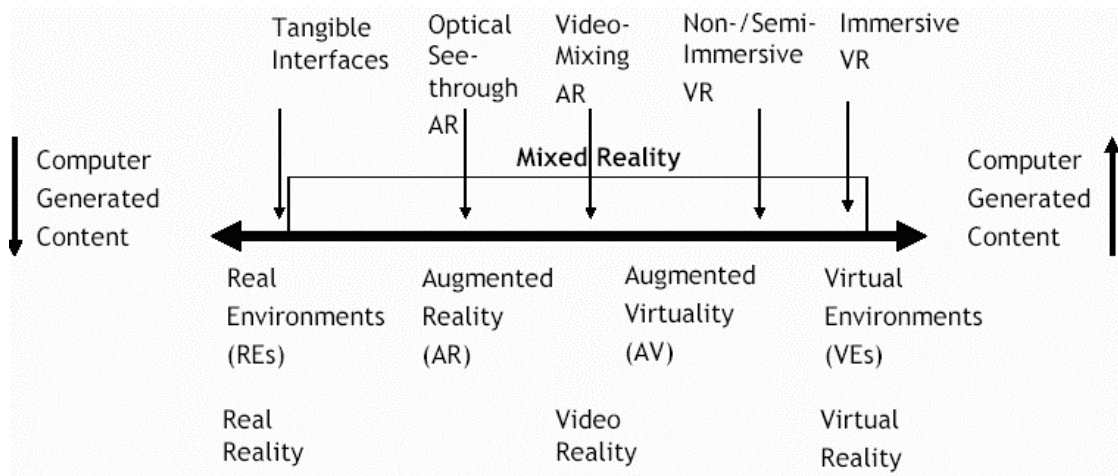 Tangible
Interfaces
Optical
See-
through
AR
Video-
Mixing
AR
Non-/Semi-
Immersive
VR
Immersive
VR
Computer
Generated
Content
Mixed Reality
Computer
Generated
Content
Real
Environments
(REs)
Augmented
Reality
(AR)
Augmented
Virtuality
(AV)
Virtual
Environments
(VEs)
Real
Reality
Video
Reality
Virtual
Reality